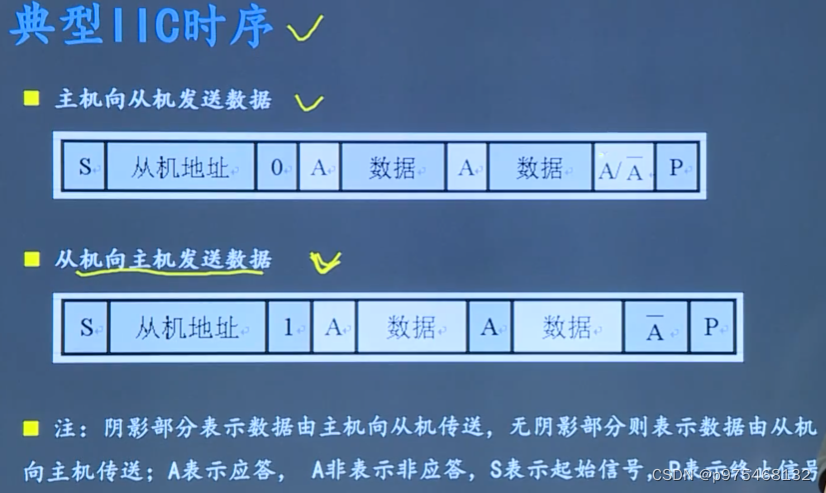 典型IIC时序
主机向从机发送数据
S 从机地址 0 A 数据 A 数据 A/A̅ P
从机向主机发送数据
S 从机地址 1 A 数据 A 数据 A̅ P
注：阴影部分表示数据由主机向从机传送，无阴影部分则表示数据由从机
向主机传送；A表示应答， A非表示非应答，S表示起始信号，P表示终止信号
CSDN